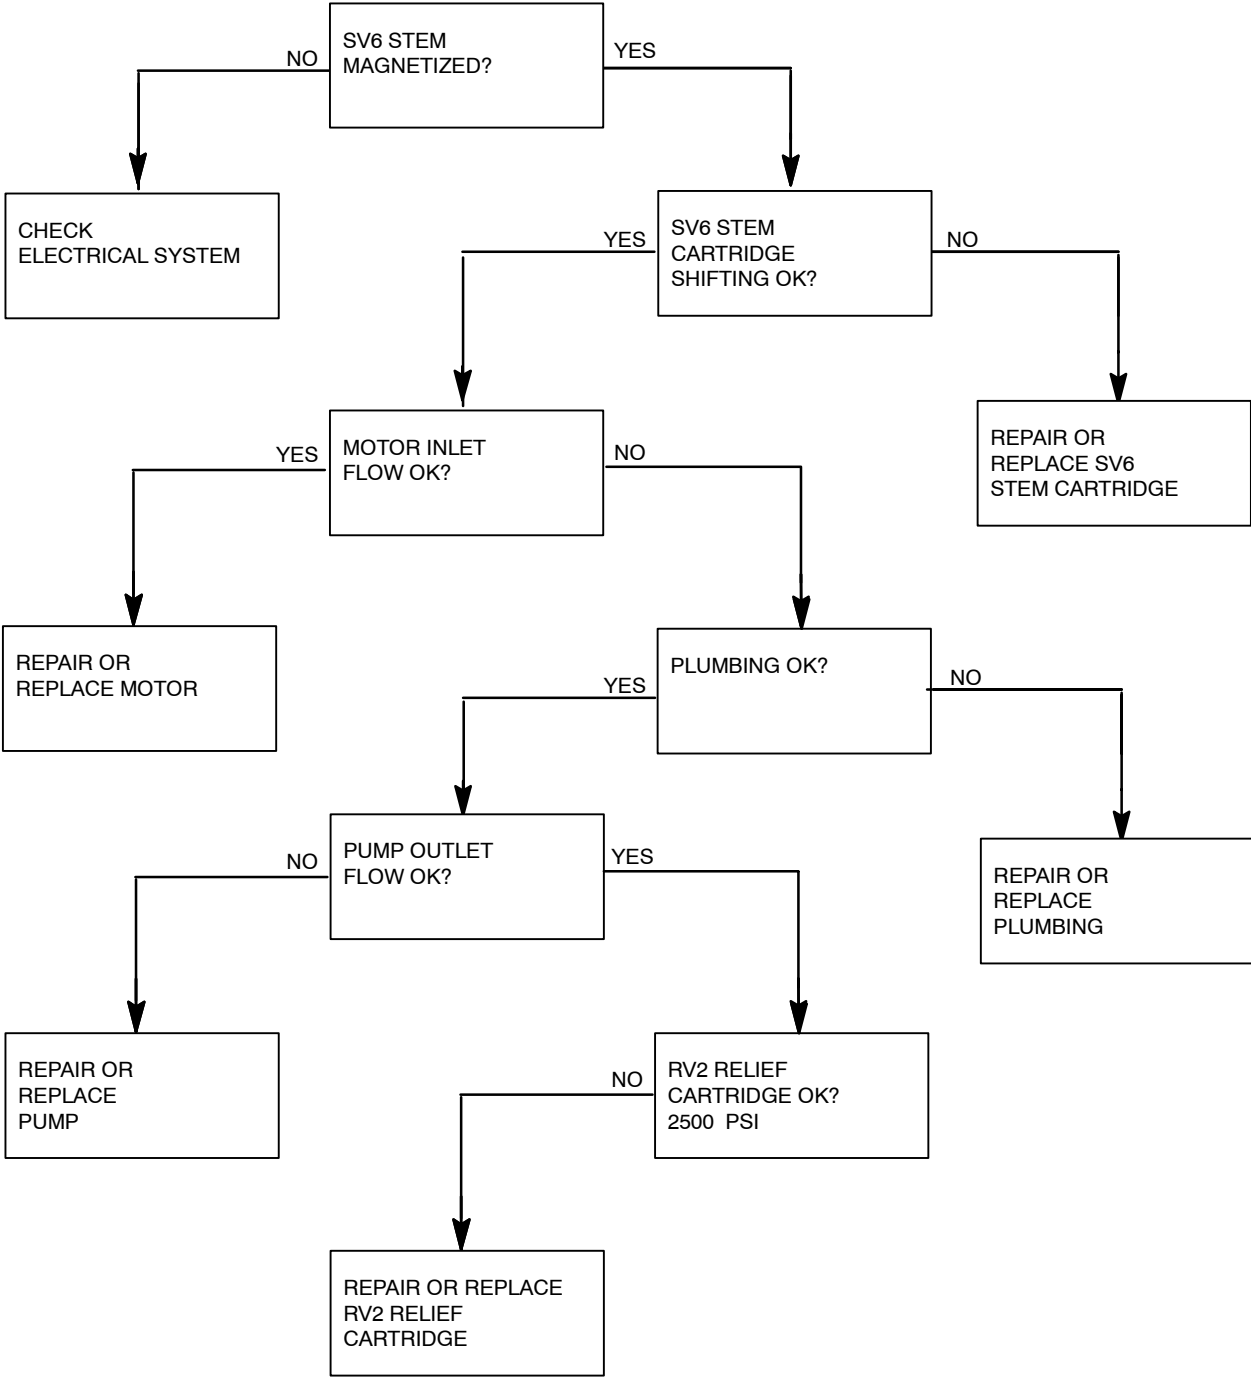 SV6 STEM
MAGNETIZED?
NO
YES
CHECK
ELECTRICAL SYSTEM
SV6 STEM
CARTRIDGE
SHIFTING OK?
YES
NO
MOTOR INLET
FLOW OK?
YES
NO
REPAIR OR
REPLACE SV6
STEM CARTRIDGE
REPAIR OR
REPLACE MOTOR
PLUMBING OK?
YES
NO
PUMP OUTLET
FLOW OK?
NO
YES
REPAIR OR
REPLACE
PLUMBING
REPAIR OR
REPLACE
PUMP
RV2 RELIEF
CARTRIDGE OK?
2500 PSI
NO
REPAIR OR REPLACE
RV2 RELIEF
CARTRIDGE